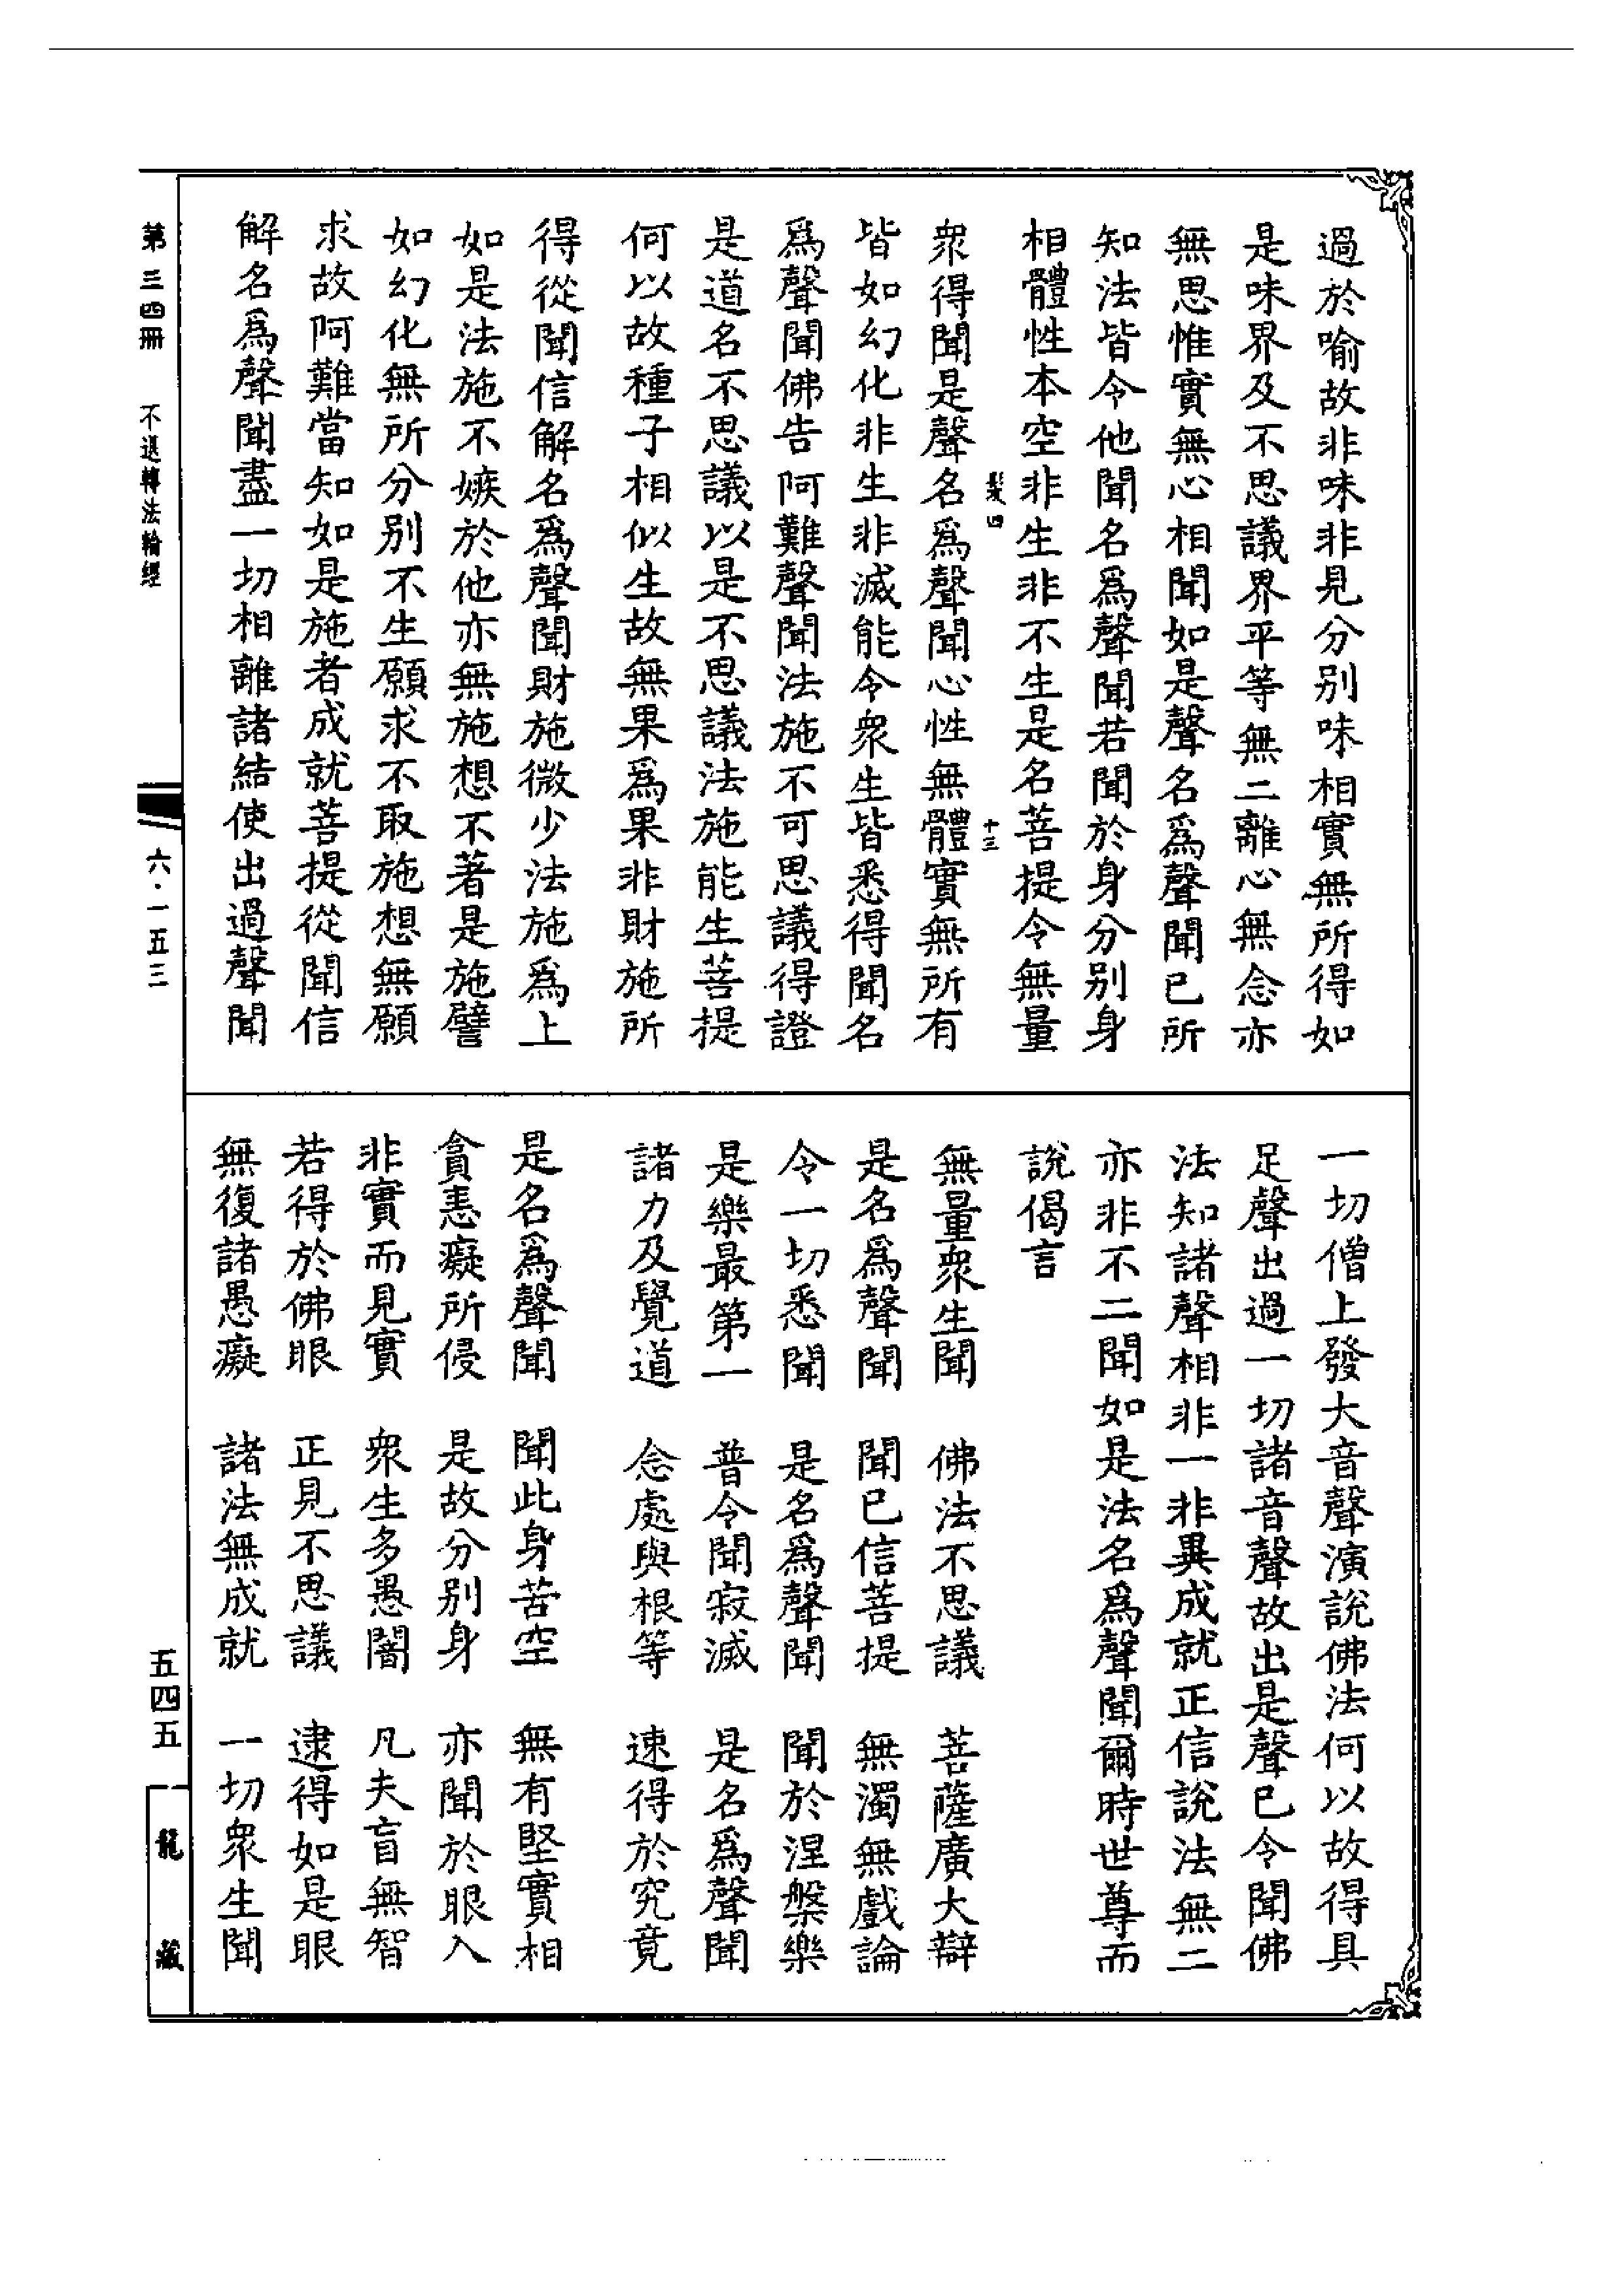 過於喻故非味非見分别味相實無所得如
是味界及不思議界平等無二離心無念亦
無思惟實無心相聞如是聲名爲聲聞已所
知法皆令他聞名爲聲聞若聞於身分别身
相體性本空非生非不生是名菩提令無量
髮四 十三
衆得聞是聲名爲聲聞心性無體實無所有
皆如幻化非生非滅能令衆生皆悉得聞名
爲聲聞佛告阿難聲聞法施不可思議得證
是道名不思議以是不思議法施能生菩提
何以故種子相似生故無果爲果非財施所
得從聞信解名爲聲聞財施微少法施爲上
如是法施不嫉於他亦無施想不著是施譬
如幻化無所分别不生願求不取施想無願
求故阿難當知如是施者成就菩提從聞信
解名爲聲聞盡一切相離諸結使出過聲聞
一切僧上發大音聲演說佛法何以故得具
足聲出過一切諸音聲故出是聲已令聞佛
法知諸聲相非一非異成就正信說法無二
亦非不二聞如是法名爲聲聞爾時世尊而
說偈言
無量衆生聞 佛法不思議 菩薩廣大辯
是名爲聲聞 聞已信菩提 無濁無戲論
令一切悉聞 是名爲聲聞 聞於涅槃樂
是樂最第一 普令聞寂滅 是名爲聲聞
諸力及覺道 念處與根等 速得於究竟
是名爲聲聞 聞此身苦空 無有堅實相
貪恚癡所侵 是故分别身 亦聞於眼入
非實而見實 衆生多愚闇 凡夫盲無智
若得於佛眼 正見不思議 逮得如是眼
無復諸愚癡 諸法無成就 一切衆生聞
第三四冊 不退轉法輪經 六·一五三 五四五 龍藏